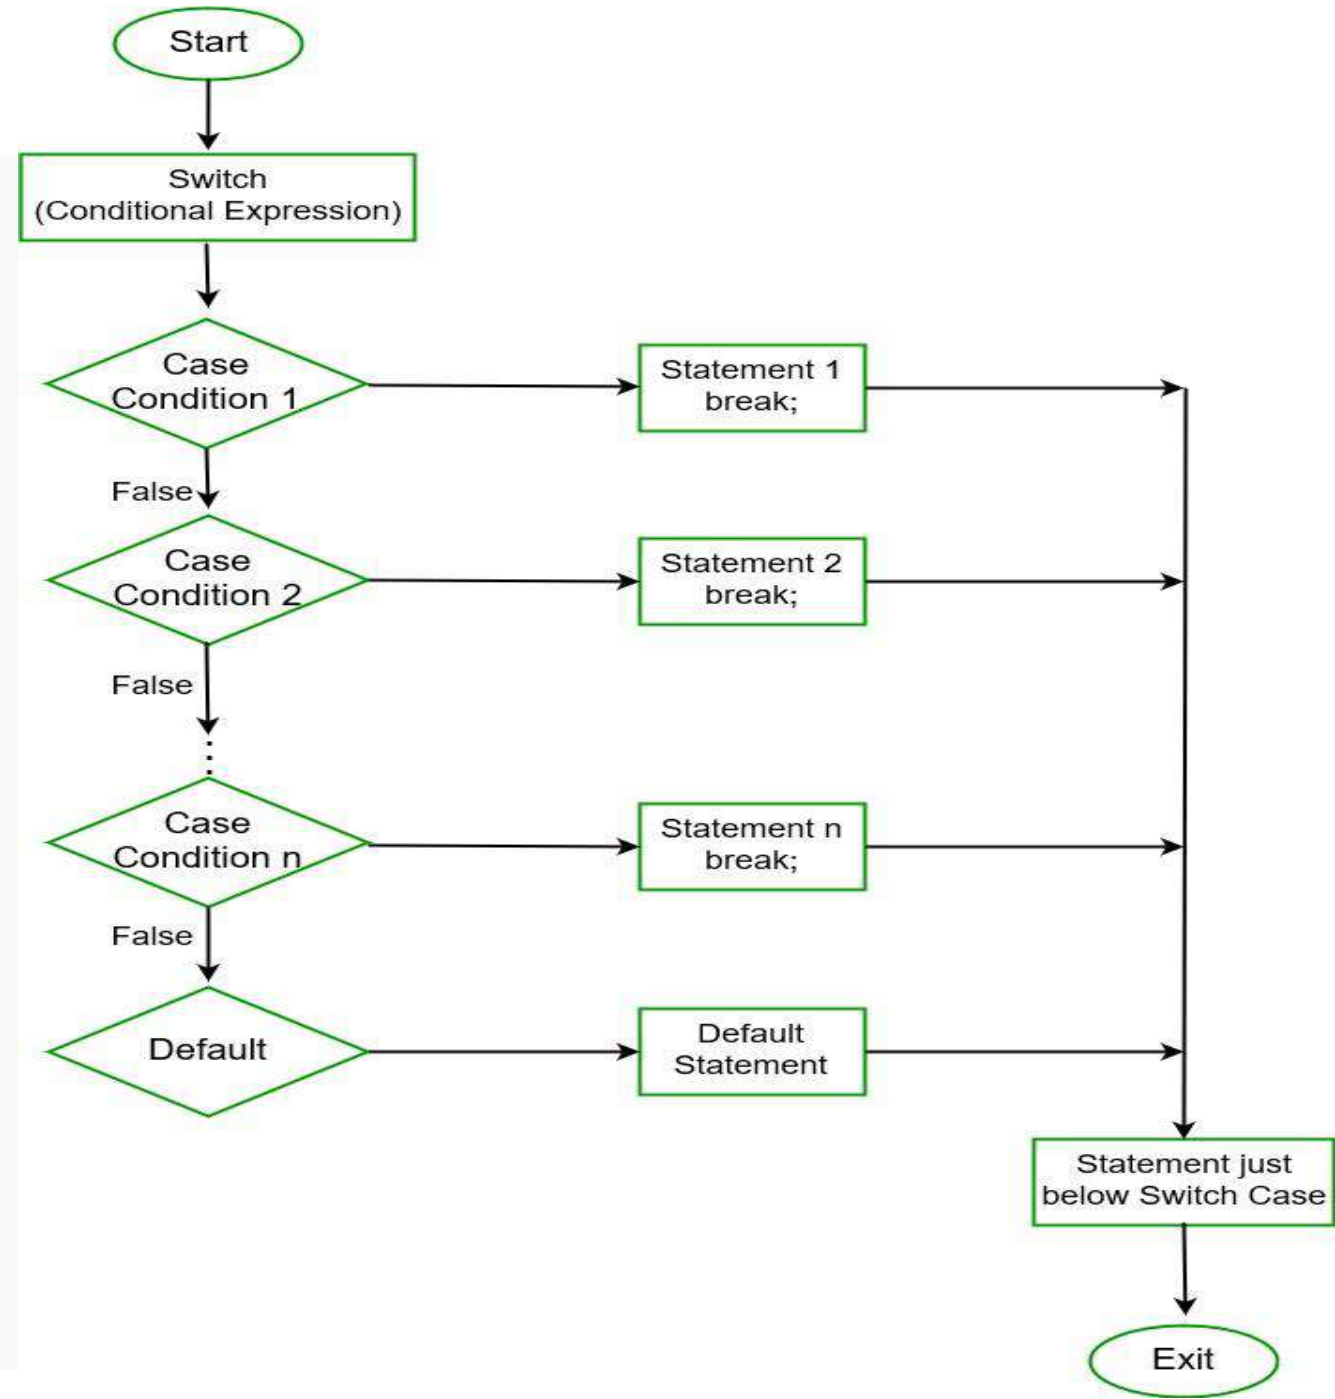 Start
Switch
(Conditional Expression)
Case
Condition 1
Statement 1
break;
False
Case
Condition 2
Statement 2
break;
False
Case
Condition n
Statement n
break;
False
Default
Default
Statement
Statement just
below Switch Case
Exit